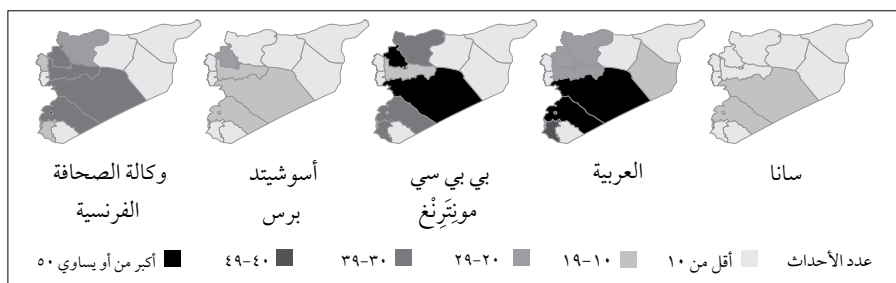 سانا
العربية
بي بي سي
مونِتَرِنْغ
أسوشيتد
برس
وكالة الصحافة
الفرنسية
عدد الأحداث أقل من ١٠ ١٠-١٩ ٢٠-٢٩ ٣٠-٣٩ ٤٠-٤٩ أكبر من أو يساوي ٥٠